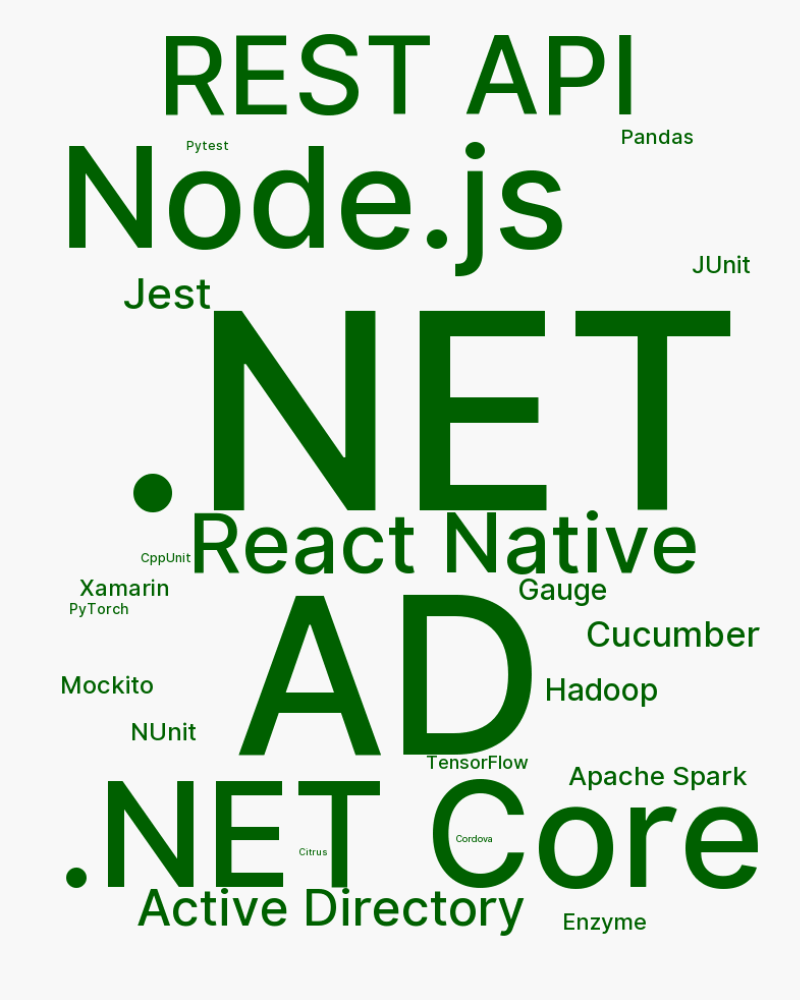 REST API
Pandas
Pytest
Node.js
JUnit
Jest
.NET
React Native
CppUnit
Xamarin
Gauge
PyTorch
AD
Cucumber
Mockito
Hadoop
NUnit
TensorFlow
Apache Spark
.NET Core
Cordova
Citrus
Active Directory
Enzyme